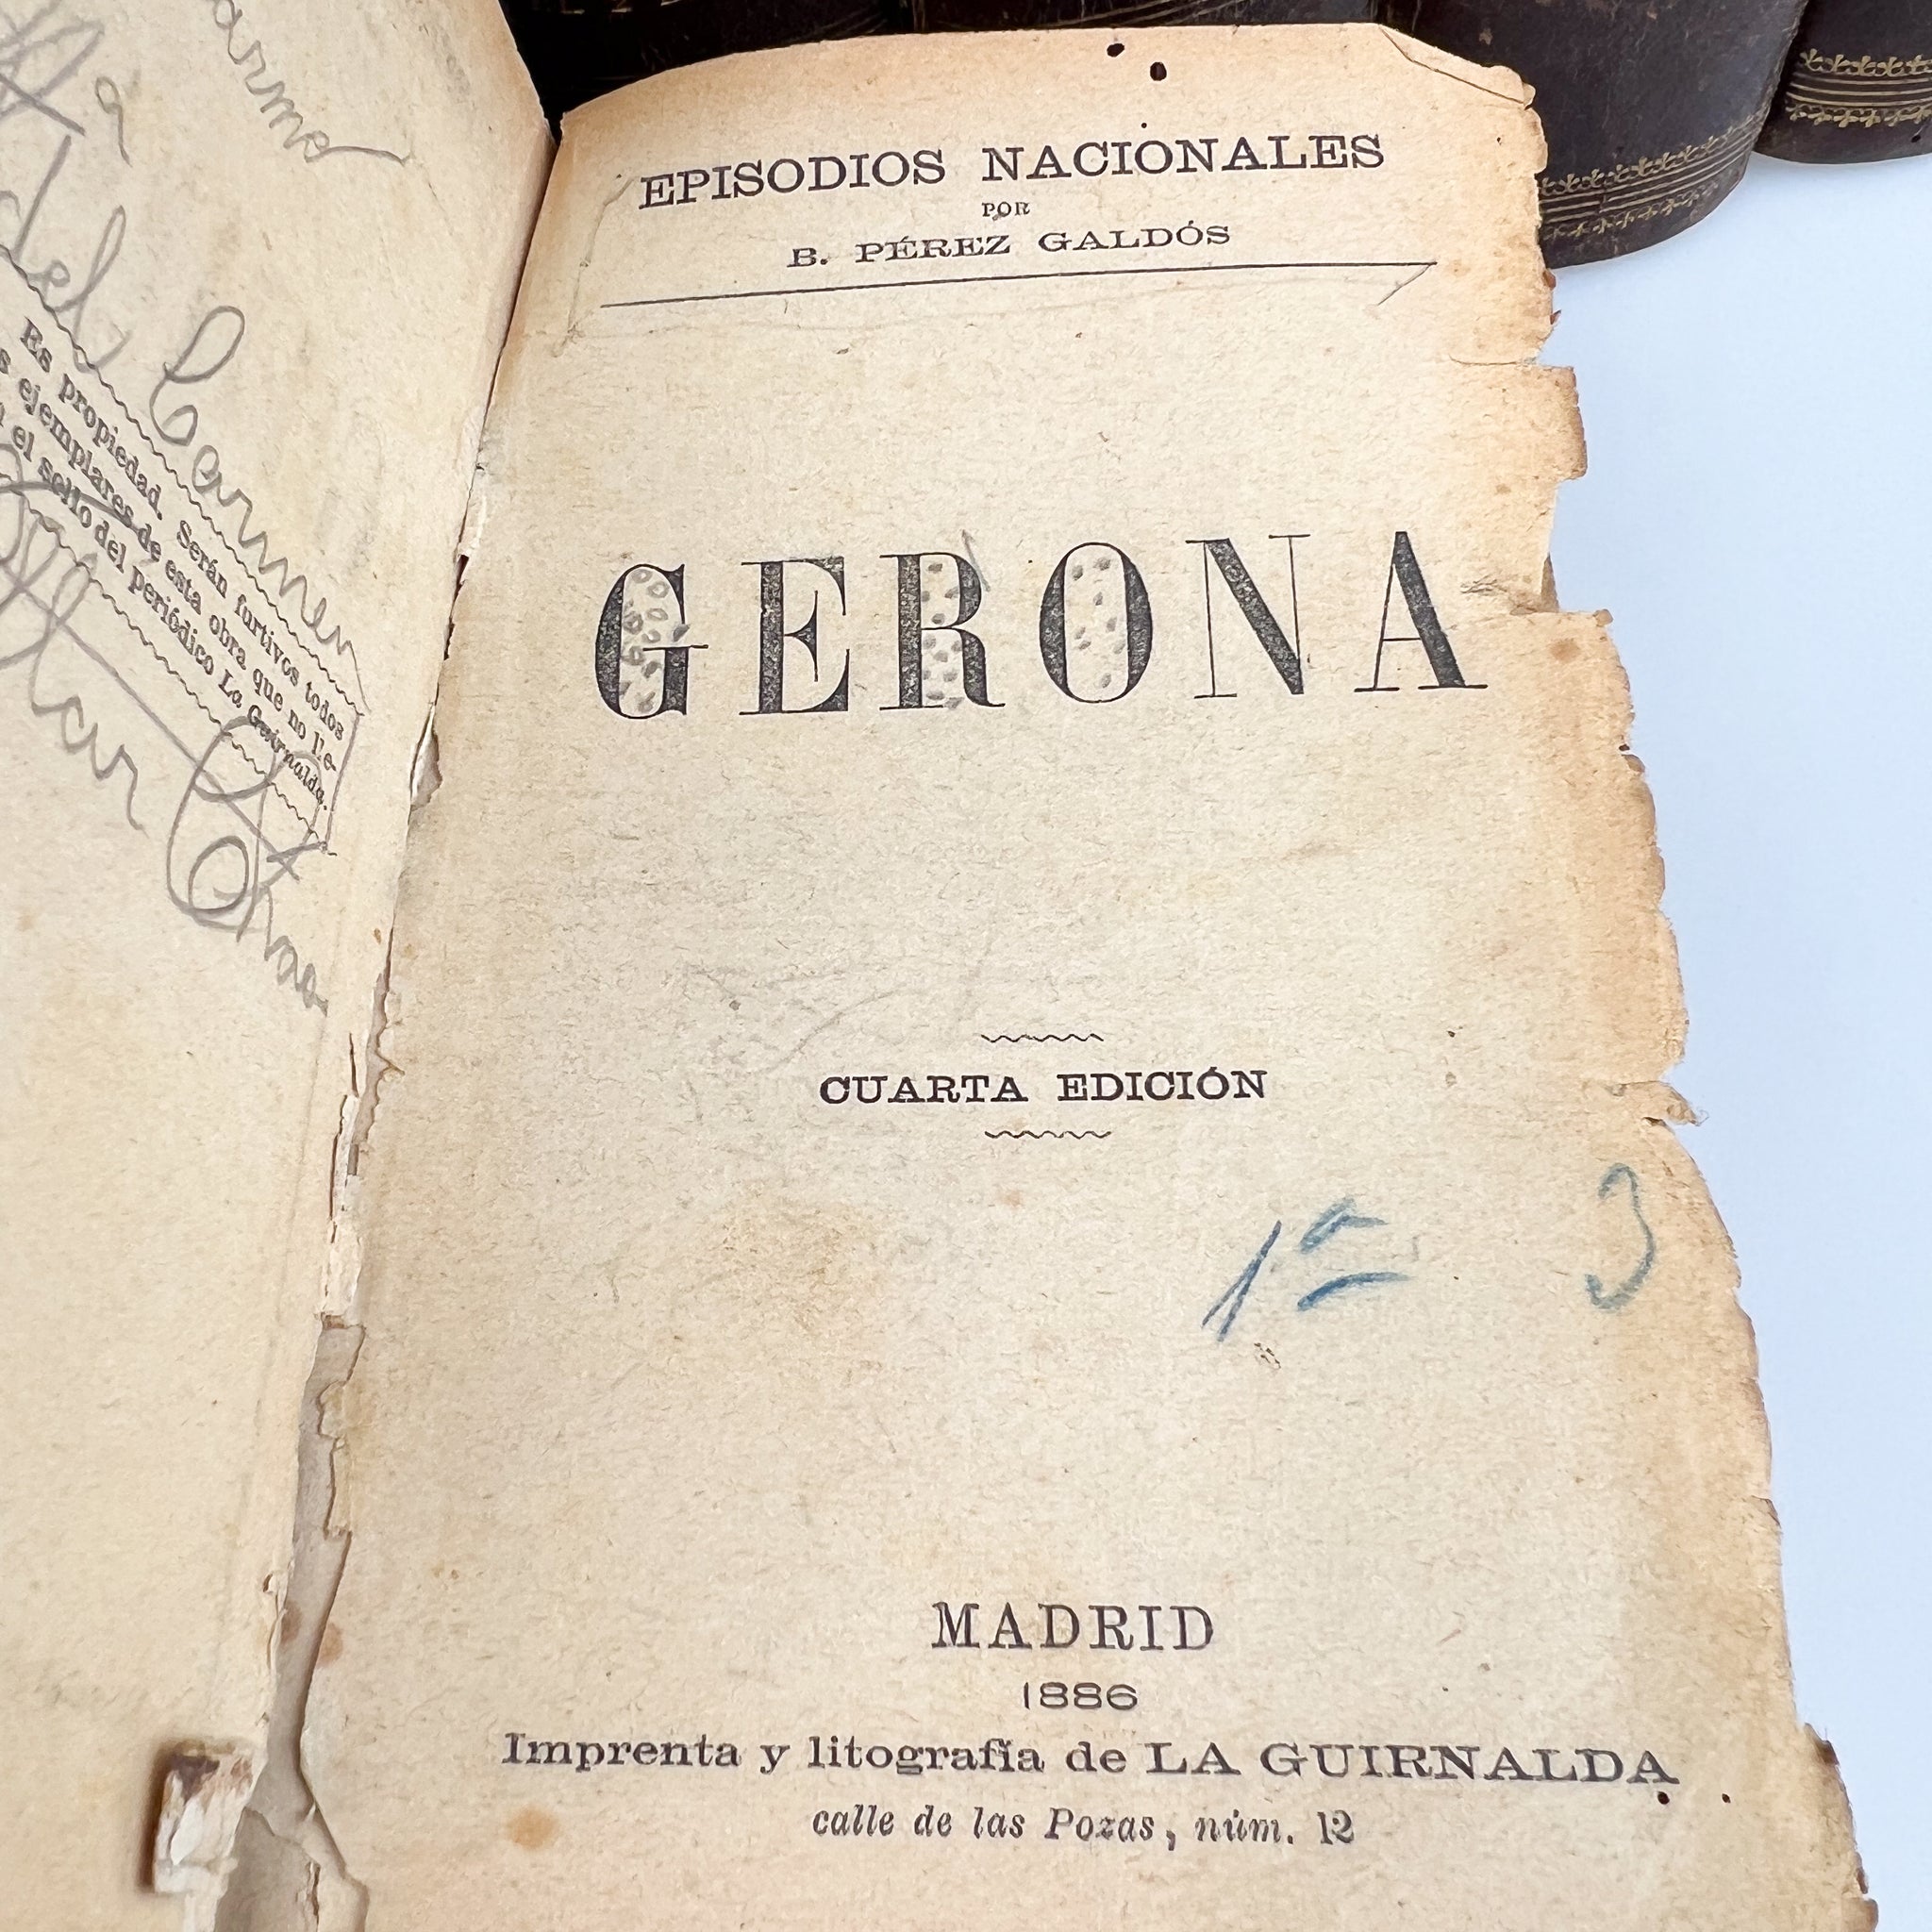 a
del Carmen
Es propiedad. Serán furtivos todos
ejemplares de esta obra que no lle-
el sello del periódico La Guirnalda.
EPISODIOS NACIONALES
POR
B. PÉREZ GALDÓS
GERONA
CUARTA EDICIÓN
1ª 3
MADRID
1886
Imprenta y litografía de LA GUIRNALDA
calle de las Pozas, núm. 12